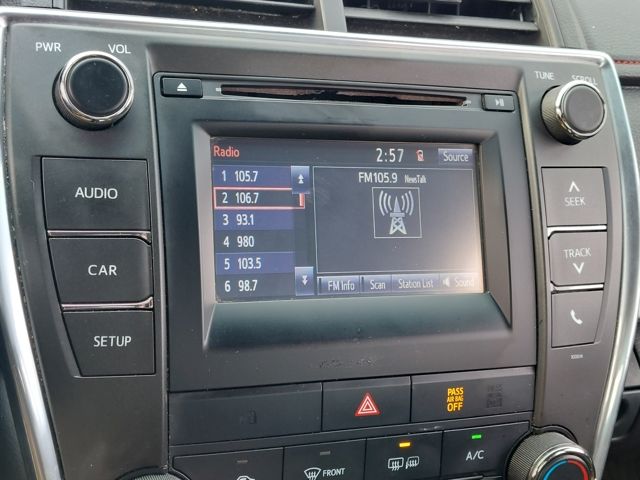 PWR VOL TUNE SCROLL
Radio 2:57 Source
1 105.7
2 106.7
3 93.1
4 980
5 103.5
6 98.7
FM105.9 NewsTalk
FM Info Scan Station List Sound
AUDIO
CAR
SETUP
SEEK
TRACK
PASS
AIR BAG
OFF
FRONT
A/C